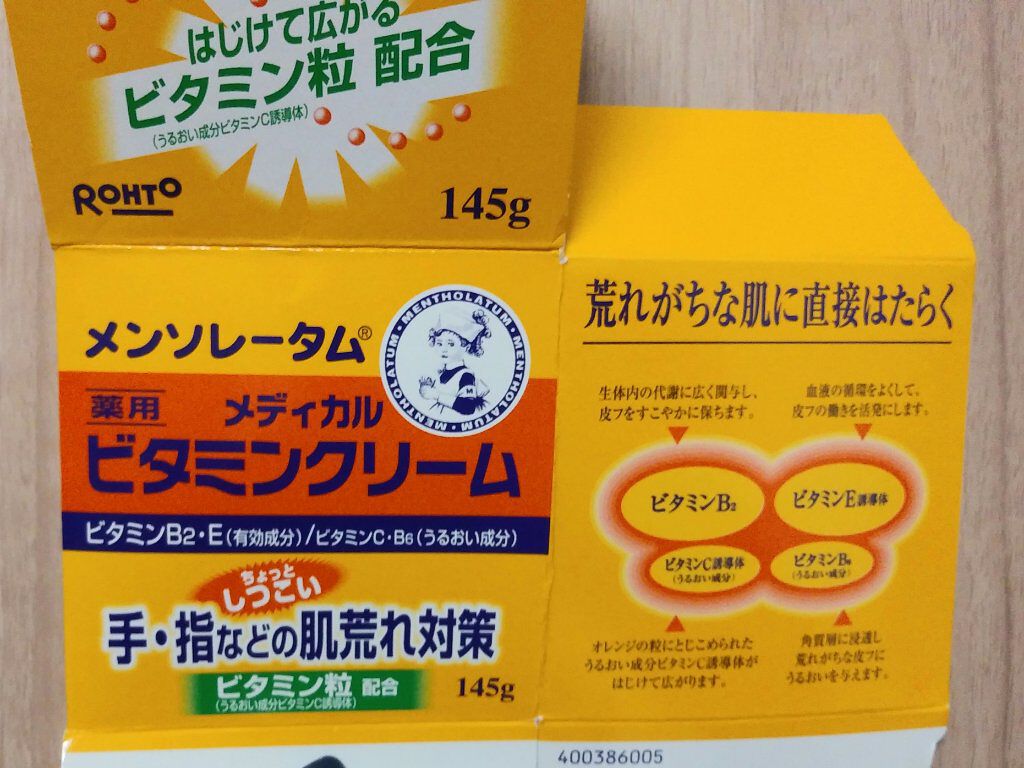 はじけて広がる
ビタミン粒 配合
(うるおい成分ビタミンC誘導体)
ROHTO
145g
メンソレータム®
MENTHOLATUM・MENTHOLATUM・MENTHOLATUM・
M
薬用 メディカル
ビタミンクリーム
ビタミンB2・E(有効成分)/ビタミンC・B6(うるおい成分)
ちょっと
しつこい
手・指などの肌荒れ対策
ビタミン粒 配合
(うるおい成分ビタミンC誘導体)
145g
荒れがちな肌に直接はたらく
生体内の代謝に広く関与し、
皮フをすこやかに保ちます。
血液の循環をよくして、
皮フの働きを活発にします。
ビタミンB2
ビタミンE誘導体
ビタミンC誘導体
(うるおい成分)
ビタミンB6
(うるおい成分)
オレンジの粒にとじこめられた
うるおい成分ビタミンC誘導体が
はじけて広がります。
角質層に浸透し
荒れがちな皮フに
うるおいを与えます。
400386005